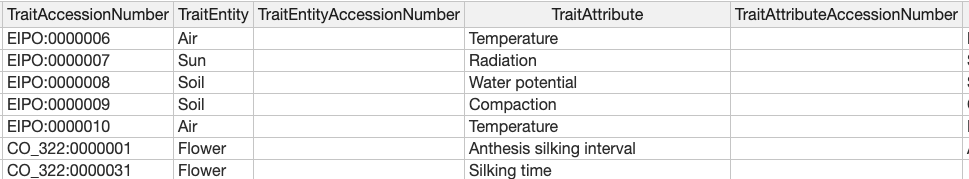 TraitAccessionNumber TraitEntity TraitEntityAccessionNumber TraitAttribute TraitAttributeAccessionNumber
EIPO:0000006 Air Temperature
EIPO:0000007 Sun Radiation
EIPO:0000008 Soil Water potential
EIPO:0000009 Soil Compaction
EIPO:0000010 Air Temperature
CO_322:0000001 Flower Anthesis silking interval
CO_322:0000031 Flower Silking time